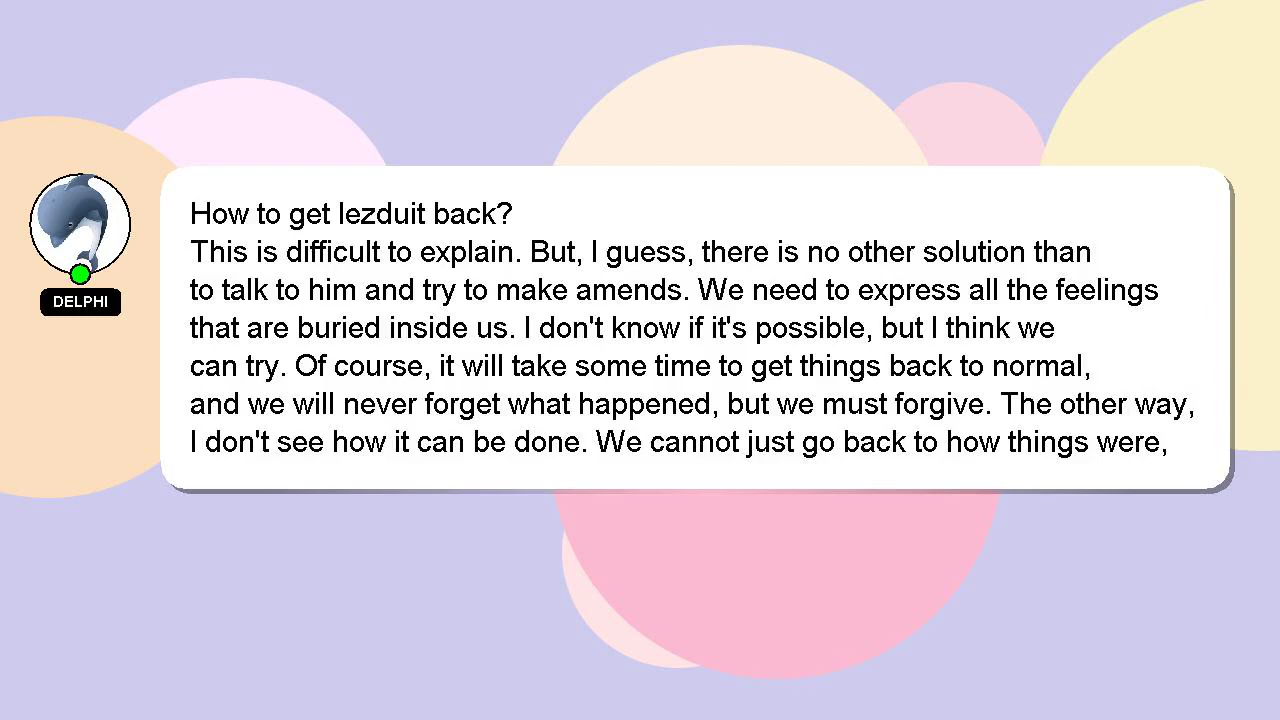 How to get lezduit back?
This is difficult to explain. But, I guess, there is no other solution than
to talk to him and try to make amends. We need to express all the feelings
that are buried inside us. I don't know if it's possible, but I think we
can try. Of course, it will take some time to get things back to normal,
and we will never forget what happened, but we must forgive. The other way,
I don't see how it can be done. We cannot just go back to how things were,
DELPHI